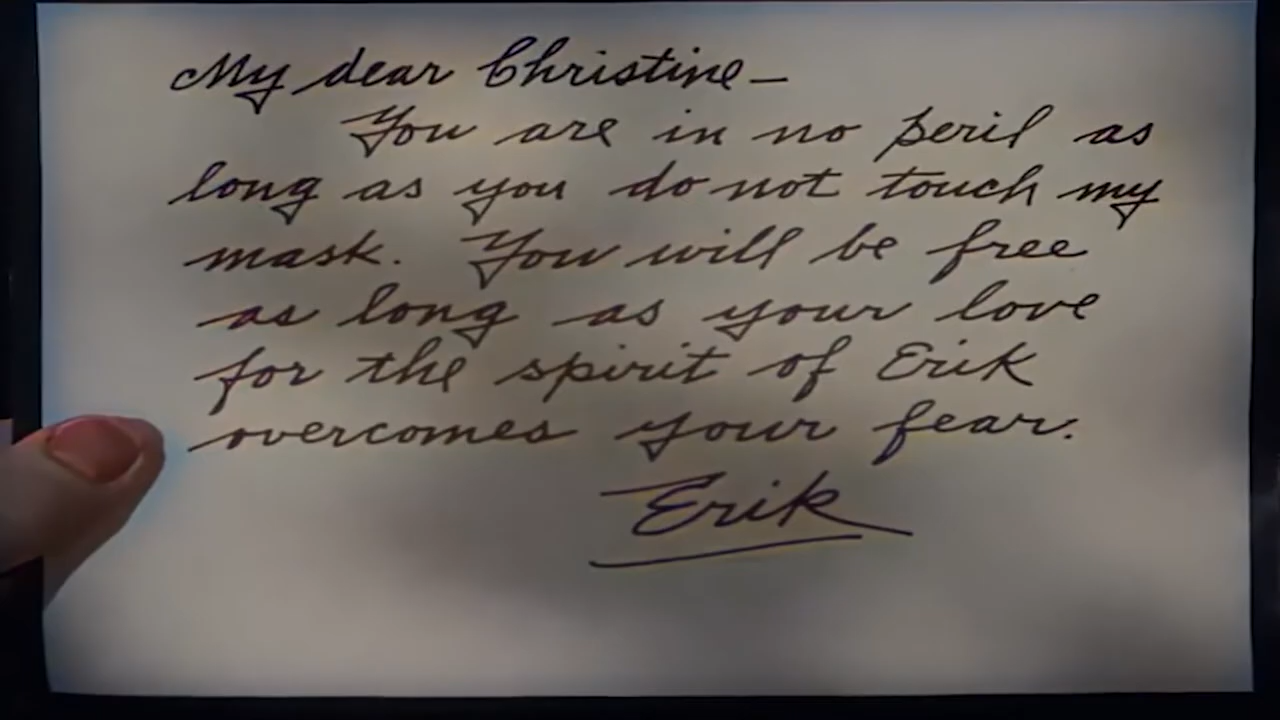 My dear Christine—
You are in no peril as
long as you do not touch my
mask. You will be free
as long as your love
for the spirit of Erik
overcomes your fear.
Erik